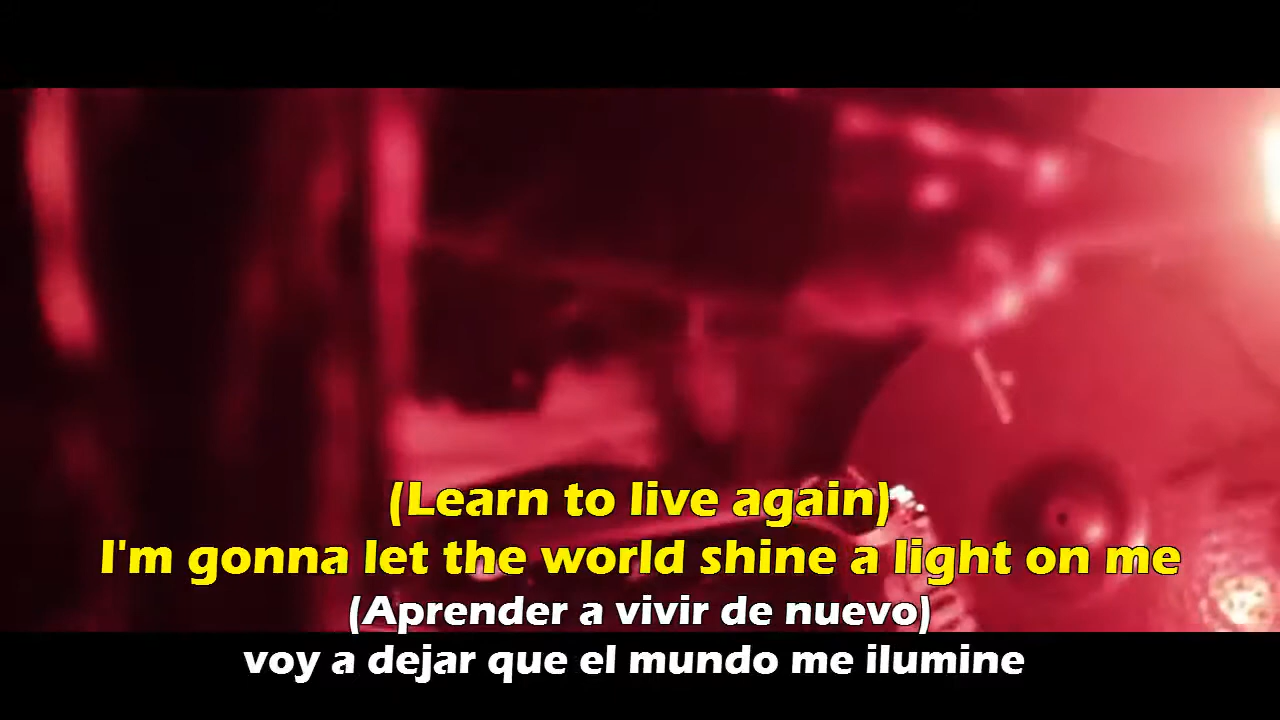 (Learn to live again)
I'm gonna let the world shine a light on me
(Aprender a vivir de nuevo)
voy a dejar que el mundo me ilumine